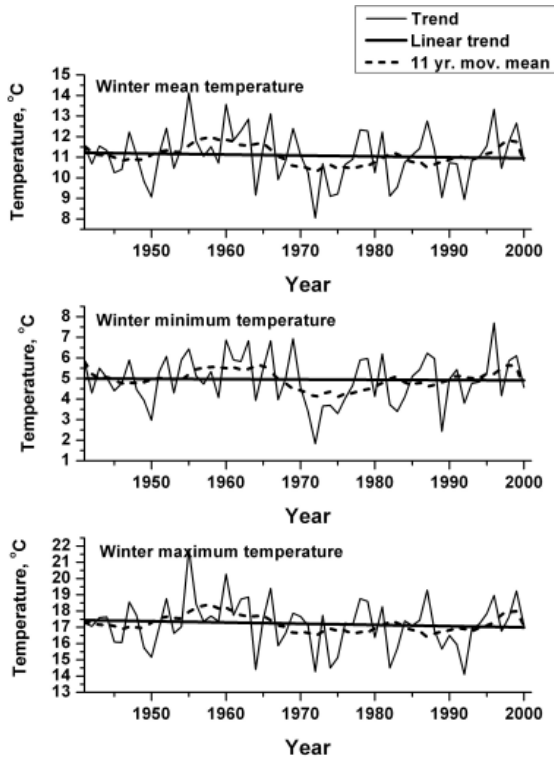 Trend
Linear trend
11 yr. mov. mean
Winter mean temperature
Temperature, °C
15
14
13
12
11
10
9
8
1950 1960 1970 1980 1990 2000
Year
Winter minimum temperature
Temperature, °C
8
7
6
5
4
3
2
1
1950 1960 1970 1980 1990 2000
Year
Winter maximum temperature
Temperature, °C
22
21
20
19
18
17
16
15
14
13
1950 1960 1970 1980 1990 2000
Year